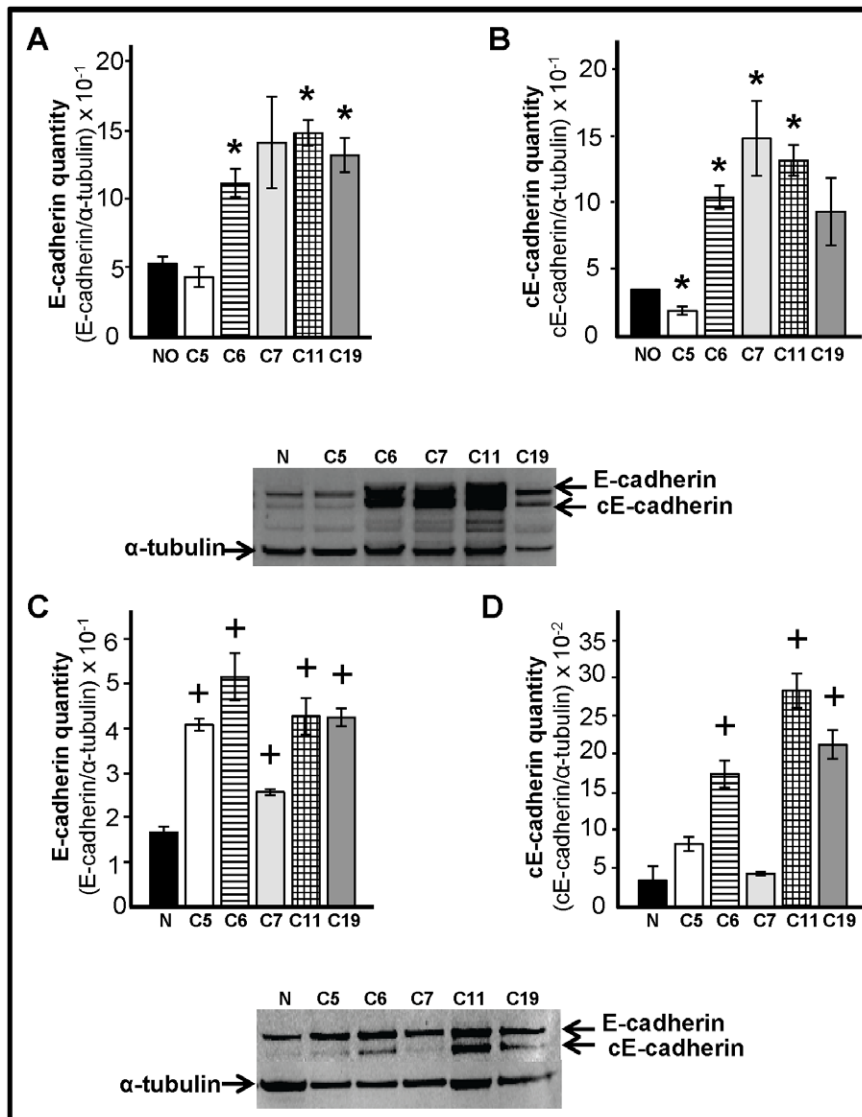 A
E-cadherin quantity
(E-cadherin/α-tubulin) x 10⁻¹
20
15
10
5
0
*
*
*
NO C5 C6 C7 C11 C19
B
cE-cadherin quantity
cE-cadherin/α-tubulin) x 10⁻¹
20
15
10
5
0
*
*
*
*
NO C5 C6 C7 C11 C19
N C5 C6 C7 C11 C19
E-cadherin
cE-cadherin
α-tubulin
C
E-cadherin quantity
(E-cadherin/α-tubulin) x 10⁻¹
6
5
4
3
2
1
0
+
+
+
+
+
N C5 C6 C7 C11 C19
D
cE-cadherin quantity
(cE-cadherin/α-tubulin) x 10⁻²
35
25
20
15
10
5
0
+
+
+
N C5 C6 C7 C11 C19
N C5 C6 C7 C11 C19
E-cadherin
cE-cadherin
α-tubulin